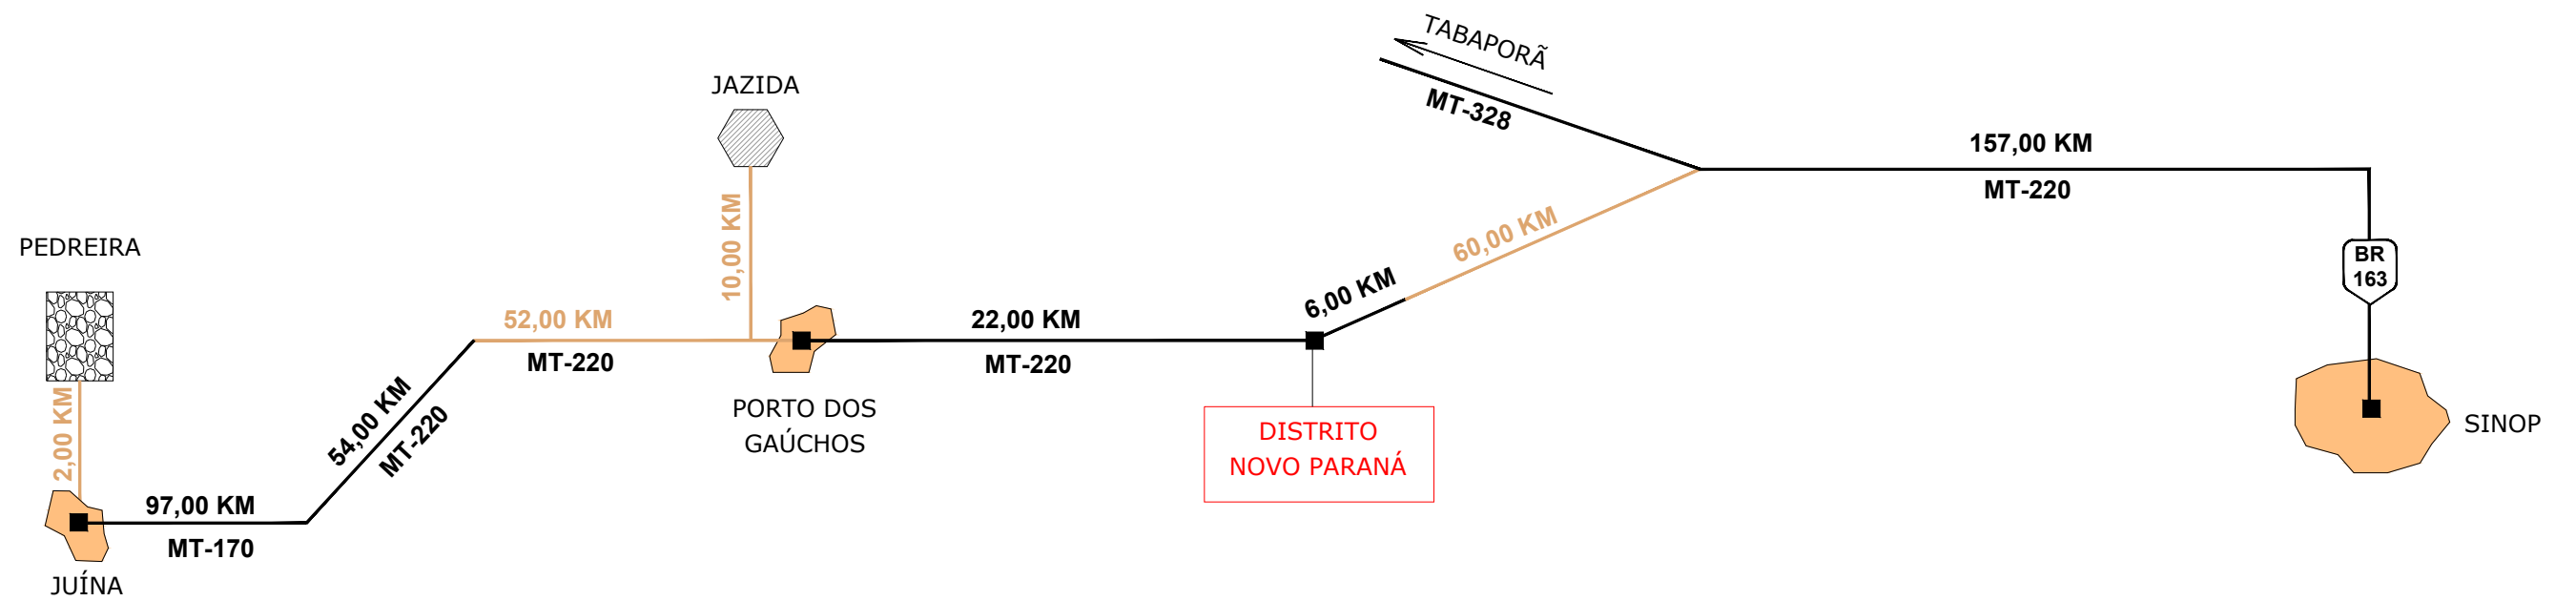 TABAPORÃ
MT-328
JAZIDA
157,00 KM
MT-220
10,00 KM
60,00 KM
PEDREIRA
BR
163
6,00 KM
52,00 KM
MT-220
22,00 KM
MT-220
2,00 KM
54,00 KM
MT-220
PORTO DOS
GAÚCHOS
DISTRITO
NOVO PARANÁ
SINOP
97,00 KM
MT-170
JUÍNA